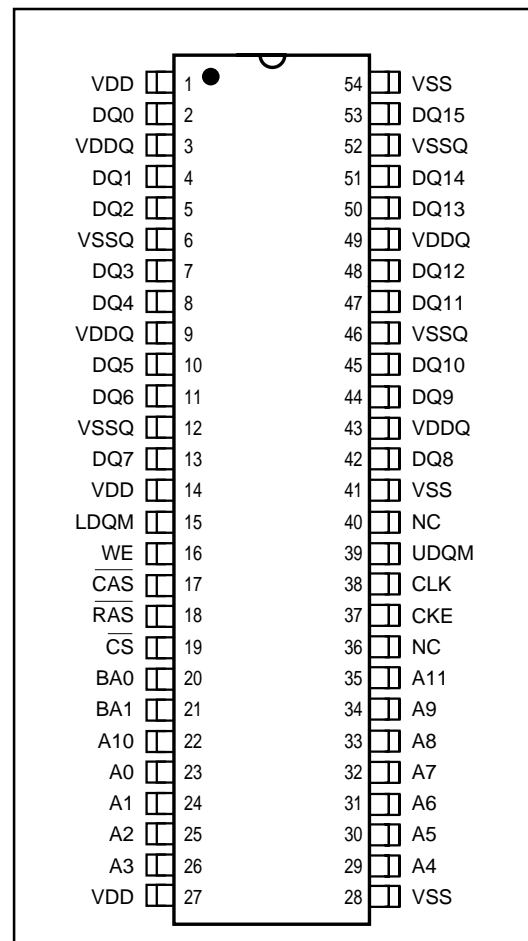 VDD 1 54 VSS
DQ0 2 53 DQ15
VDDQ 3 52 VSSQ
DQ1 4 51 DQ14
DQ2 5 50 DQ13
VSSQ 6 49 VDDQ
DQ3 7 48 DQ12
DQ4 8 47 DQ11
VDDQ 9 46 VSSQ
DQ5 10 45 DQ10
DQ6 11 44 DQ9
VSSQ 12 43 VDDQ
DQ7 13 42 DQ8
VDD 14 41 VSS
LDQM 15 40 NC
W̅E̅ 16 39 UDQM
C̅A̅S̅ 17 38 CLK
R̅A̅S̅ 18 37 CKE
C̅S̅ 19 36 NC
BA0 20 35 A11
BA1 21 34 A9
A10 22 33 A8
A0 23 32 A7
A1 24 31 A6
A2 25 30 A5
A3 26 29 A4
VDD 27 28 VSS